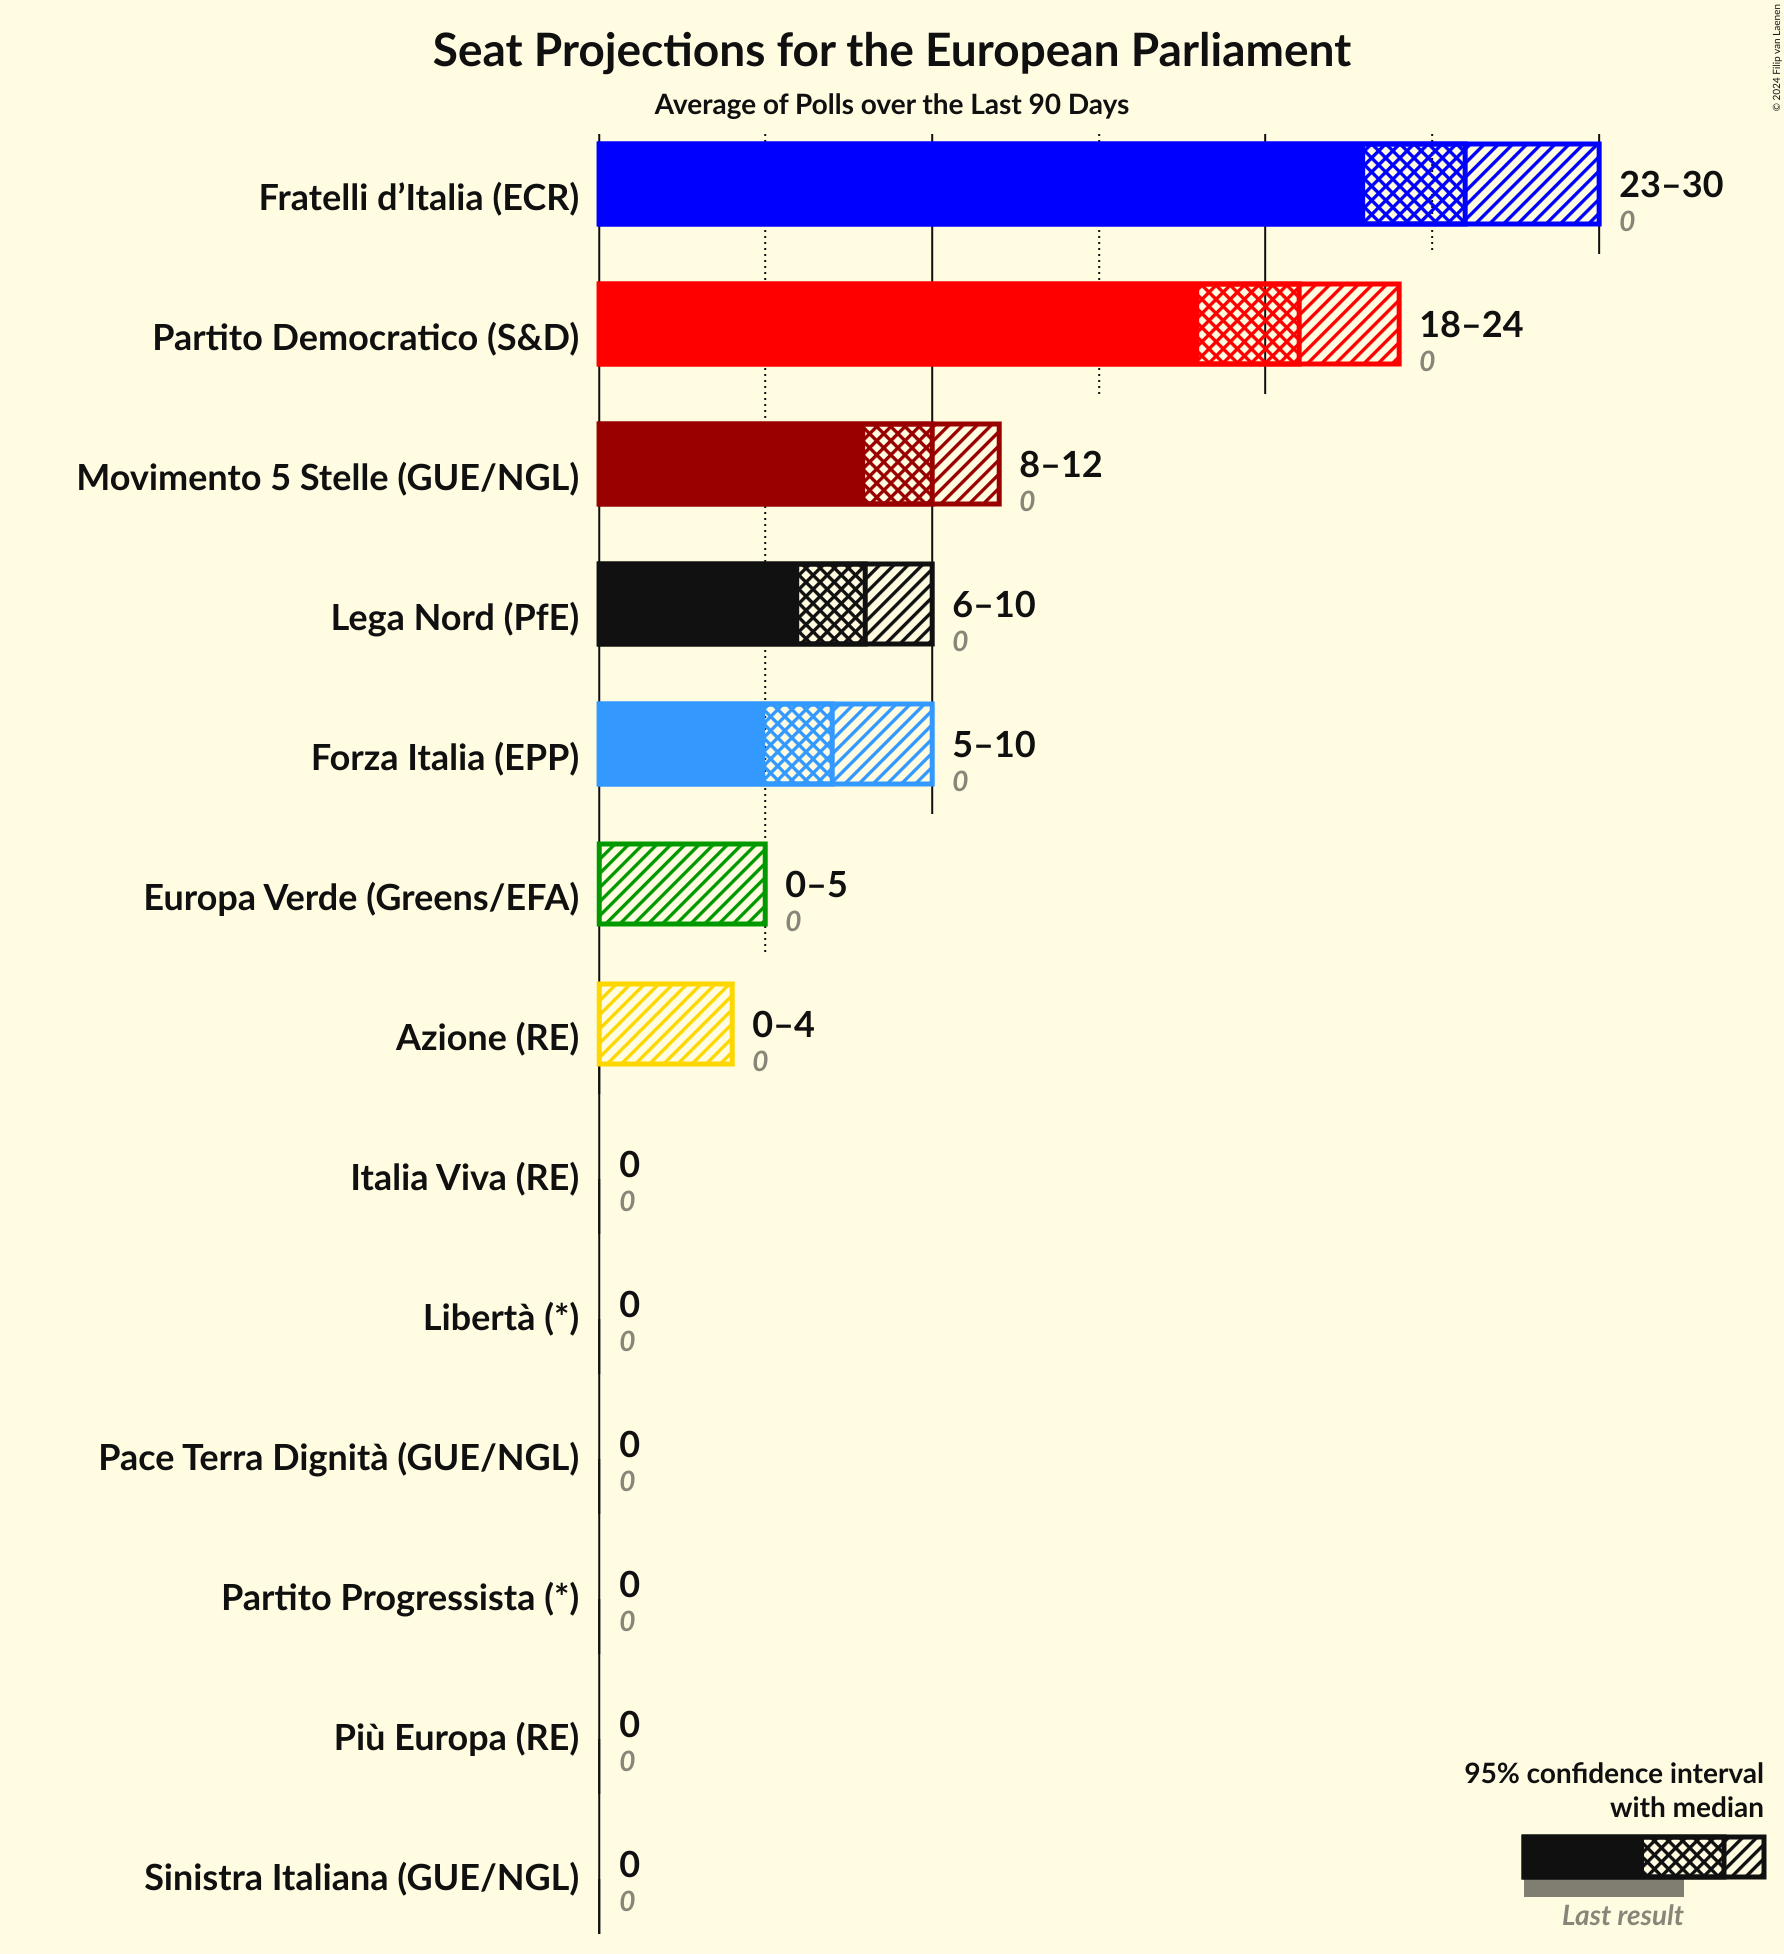 © 2024 Filip van Laenen
Seat Projections for the European Parliament
Average of Polls over the Last 90 Days
Fratelli d’Italia (ECR)
23–30
0
Partito Democratico (S&D)
18–24
0
Movimento 5 Stelle (GUE/NGL)
8–12
0
Lega Nord (PfE)
6–10
0
Forza Italia (EPP)
5–10
0
Europa Verde (Greens/EFA)
0–5
0
Azione (RE)
0–4
0
Italia Viva (RE)
0
0
Libertà (*)
0
0
Pace Terra Dignità (GUE/NGL)
0
0
Partito Progressista (*)
0
0
Più Europa (RE)
0
0
Sinistra Italiana (GUE/NGL)
0
0
95% confidence interval
with median
Last result